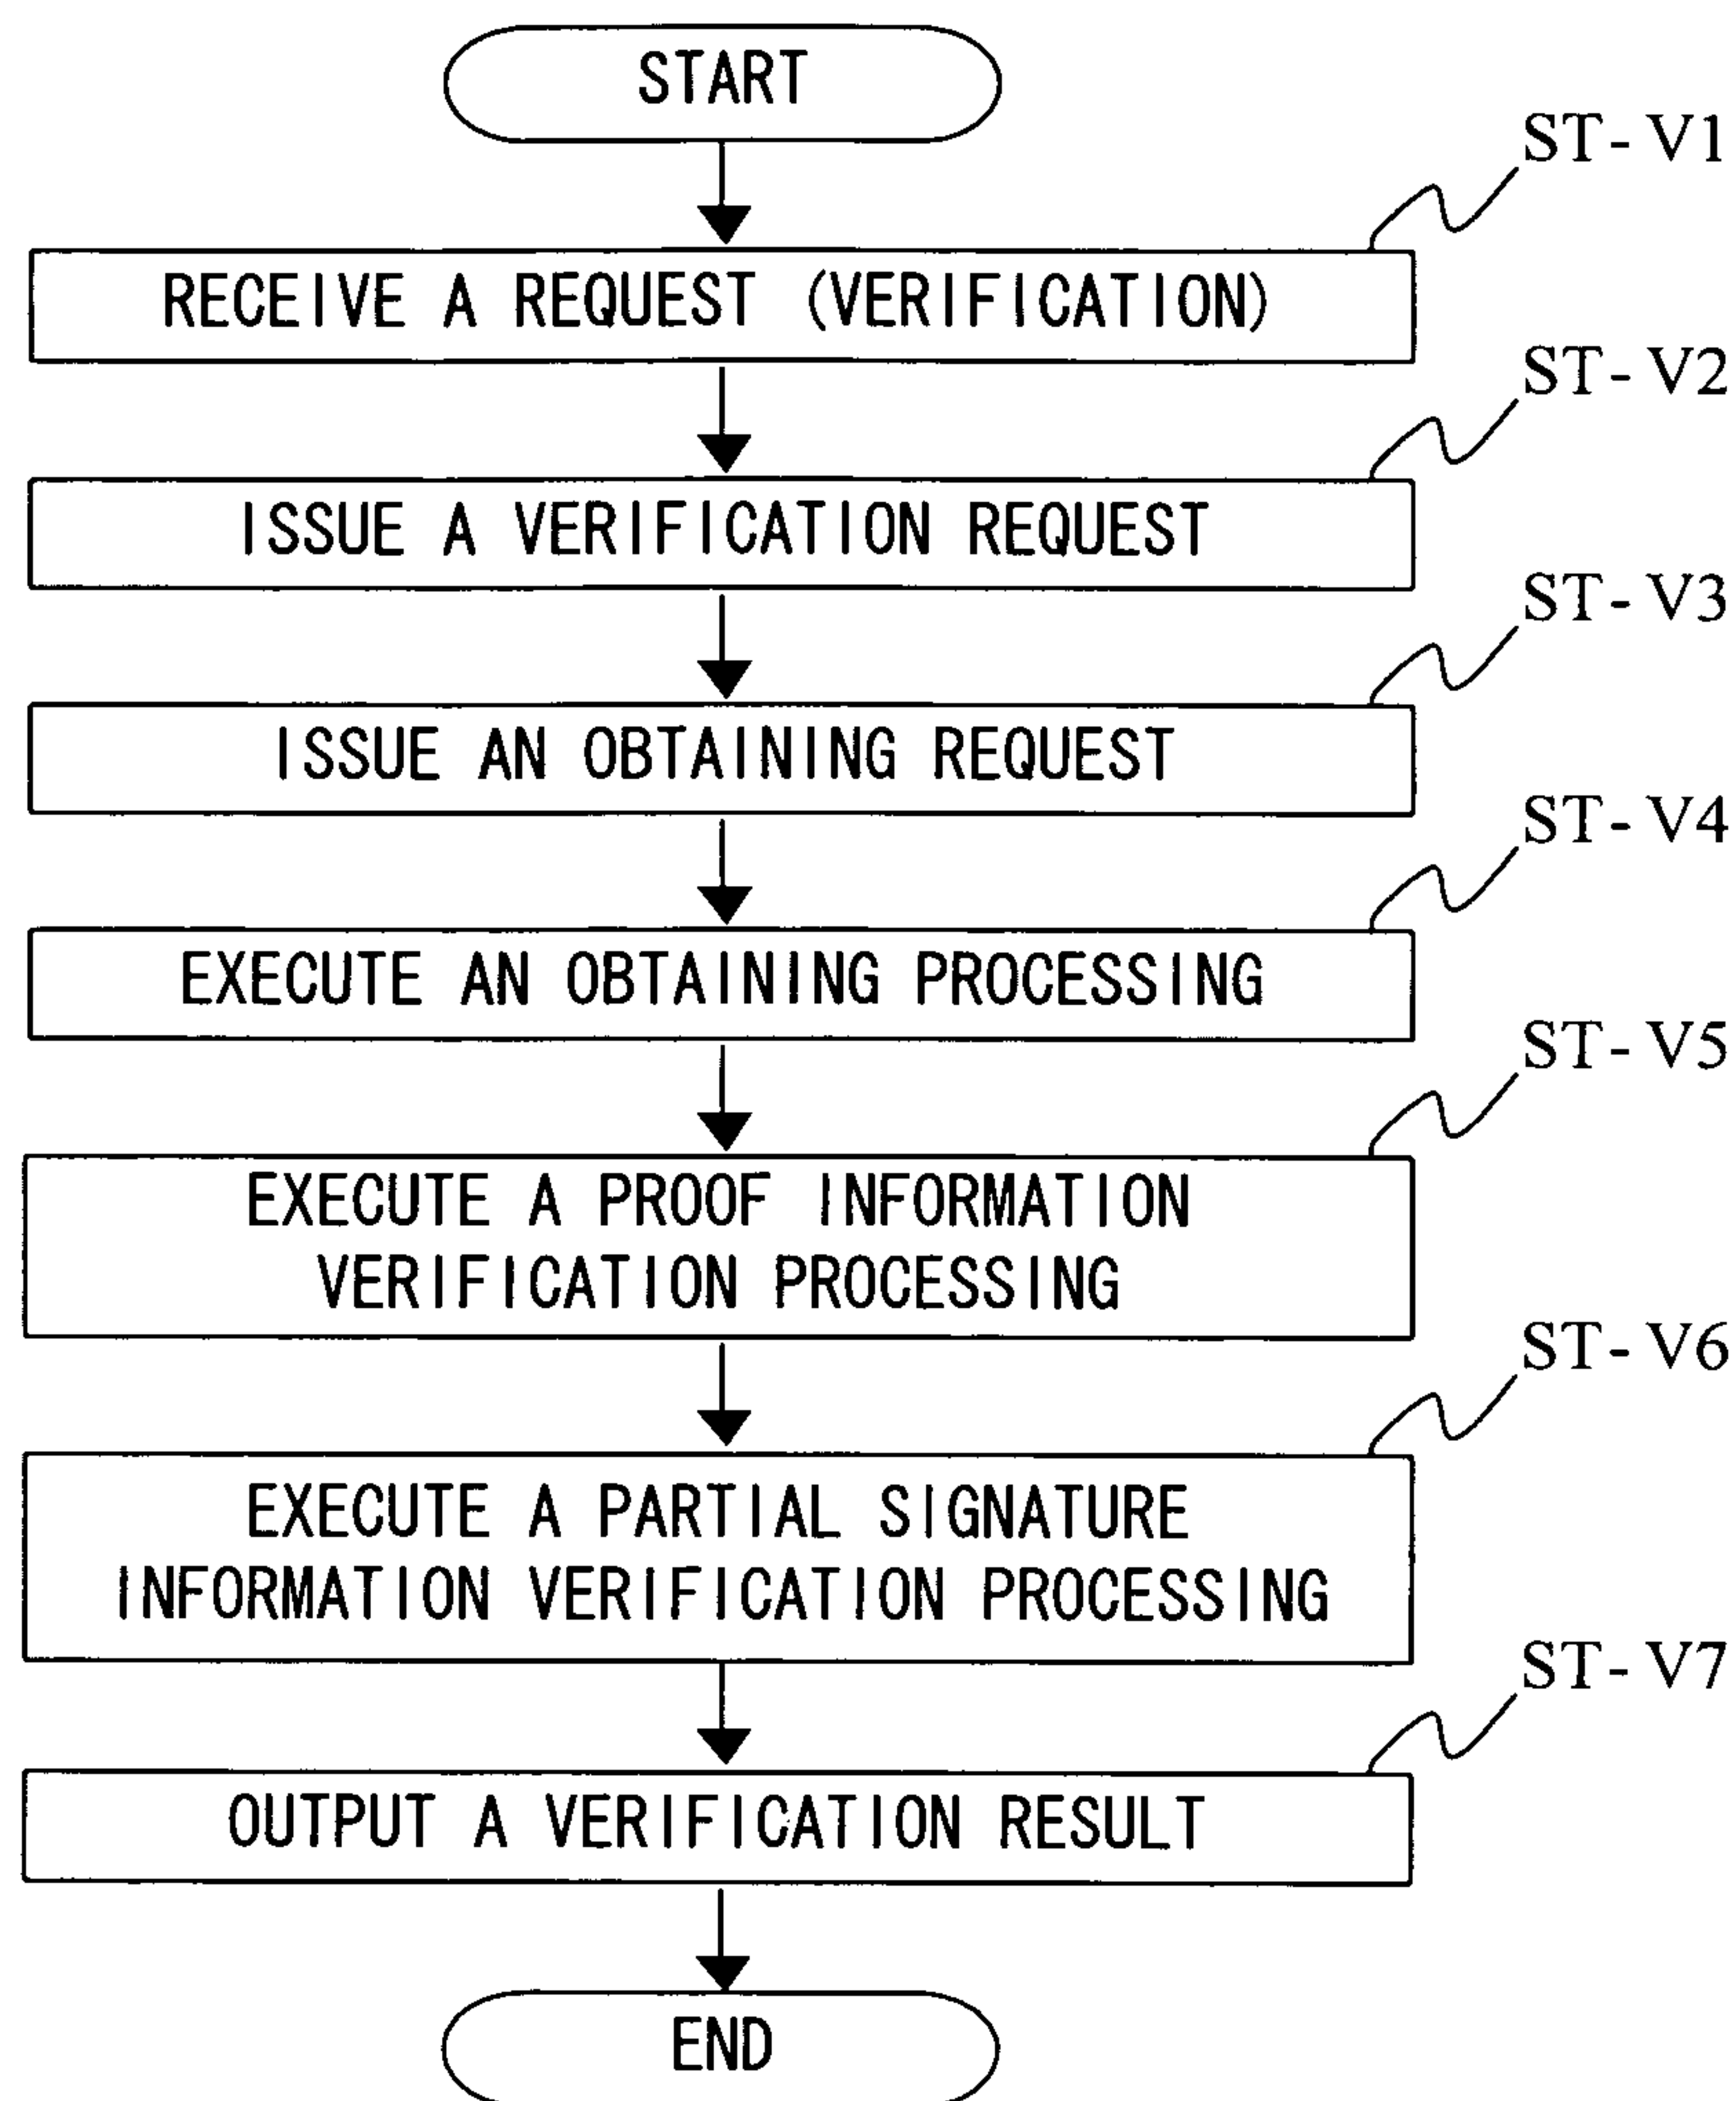 START
ST-V1
RECEIVE A REQUEST (VERIFICATION)
ST-V2
ISSUE A VERIFICATION REQUEST
ST-V3
ISSUE AN OBTAINING REQUEST
ST-V4
EXECUTE AN OBTAINING PROCESSING
ST-V5
EXECUTE A PROOF INFORMATION
VERIFICATION PROCESSING
ST-V6
EXECUTE A PARTIAL SIGNATURE
INFORMATION VERIFICATION PROCESSING
ST-V7
OUTPUT A VERIFICATION RESULT
END